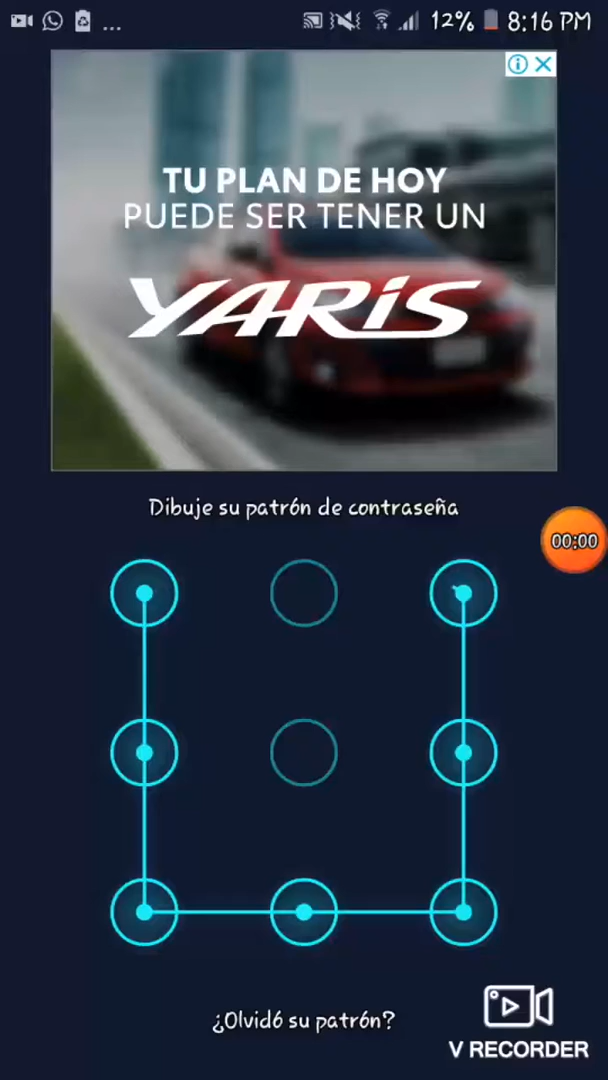 ... 12% 8:16 PM
TU PLAN DE HOY
PUEDE SER TENER UN
YARiS
Dibuje su patrón de contraseña
00:00
¿Olvidó su patrón?
V RECORDER